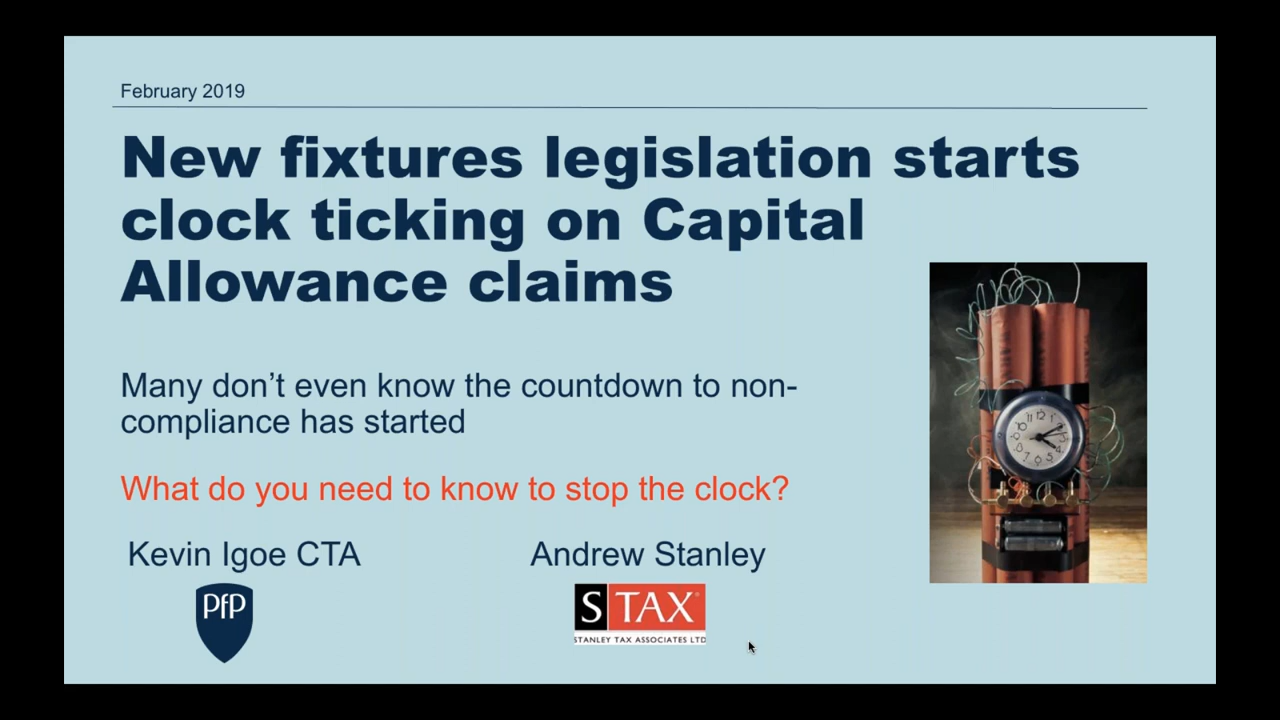 February 2019
New fixtures legislation starts
clock ticking on Capital
Allowance claims
Many don’t even know the countdown to non-
compliance has started
What do you need to know to stop the clock?
Kevin Igoe CTA
Andrew Stanley
PfP
S TAX
STANLEY TAX ASSOCIATES LTD